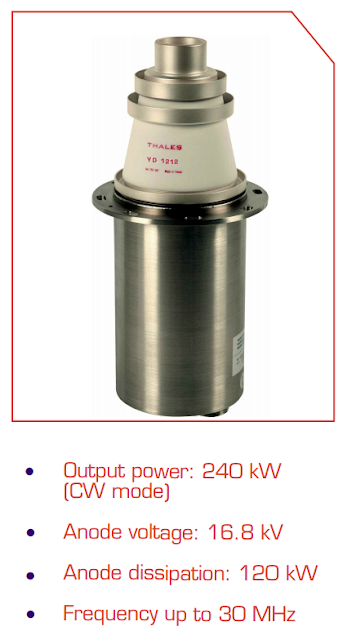 THALES
YD 1212
Output power: 240 kW
(CW mode)
Anode voltage: 16.8 kV
Anode dissipation: 120 kW
Frequency up to 30 MHz